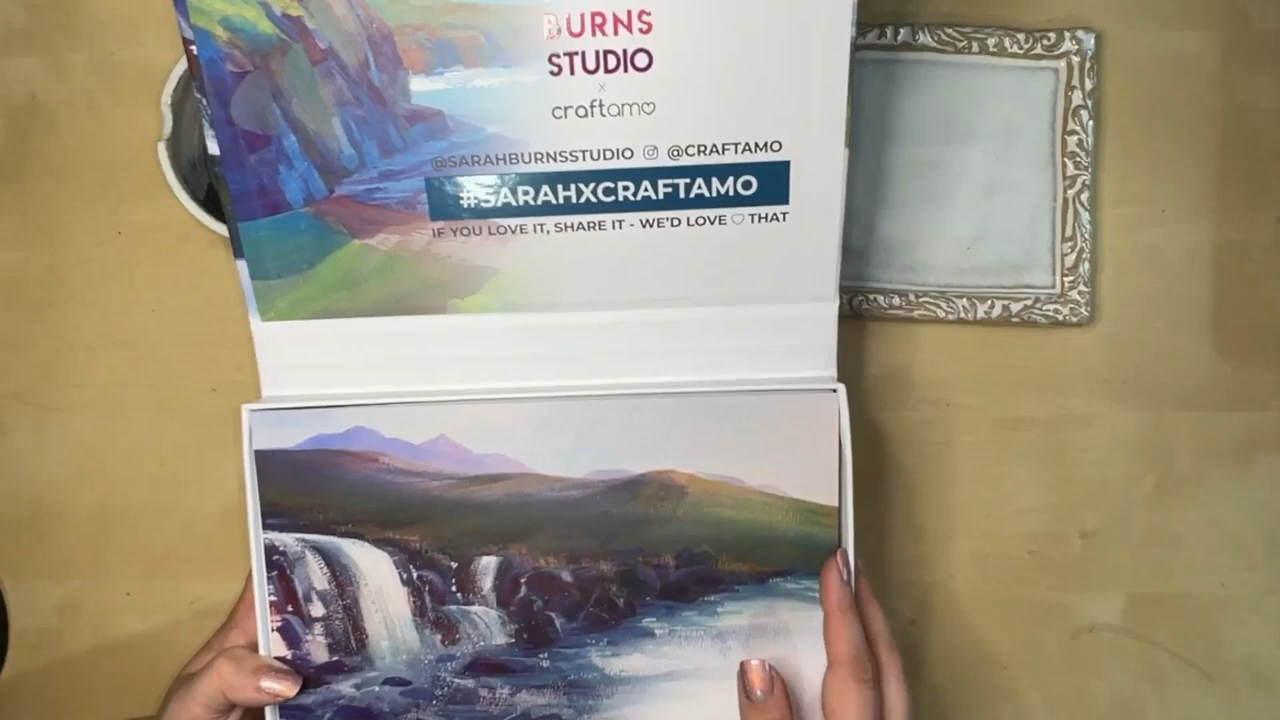 BURNS
STUDIO
x
craftamo
@SARAHBURNSSTUDIO @CRAFTAMO
#SARAHXCRAFTAMO
IF YOU LOVE IT, SHARE IT - WE'D LOVE ♡ THAT